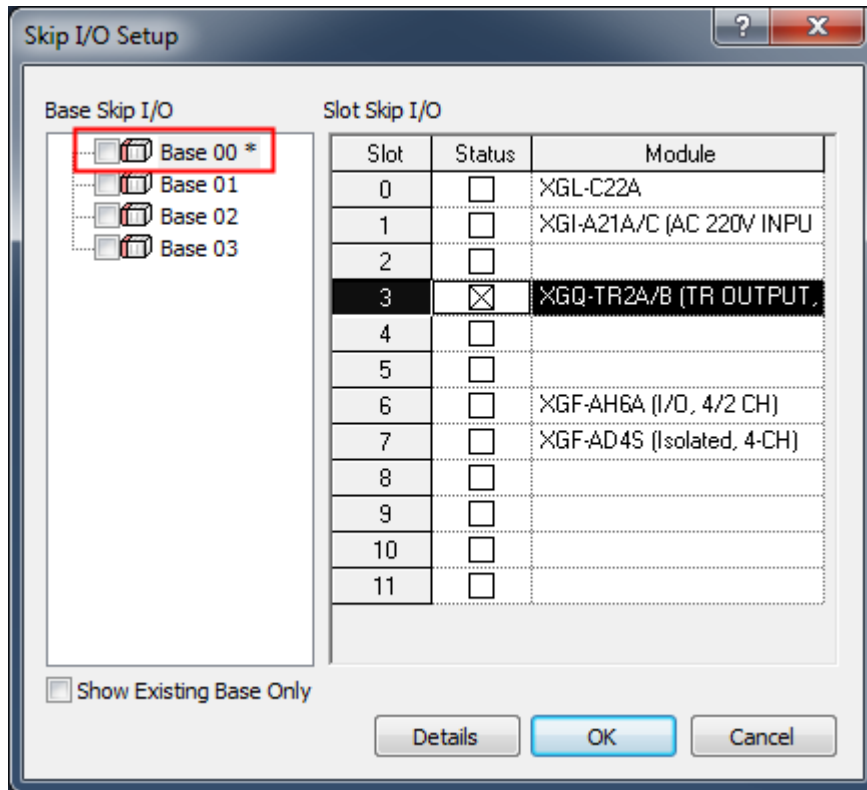 Skip I/O Setup
Base Skip I/O
Base 00 *
Base 01
Base 02
Base 03
Slot Skip I/O
Slot Status Module
0 XGL-C22A
1 XGI-A21A/C (AC 220V INPU
2
3 XGQ-TR2A/B (TR OUTPUT,
4
5
6 XGF-AH6A (I/O, 4/2 CH)
7 XGF-AD4S (Isolated, 4-CH)
8
9
10
11
Show Existing Base Only
Details OK Cancel